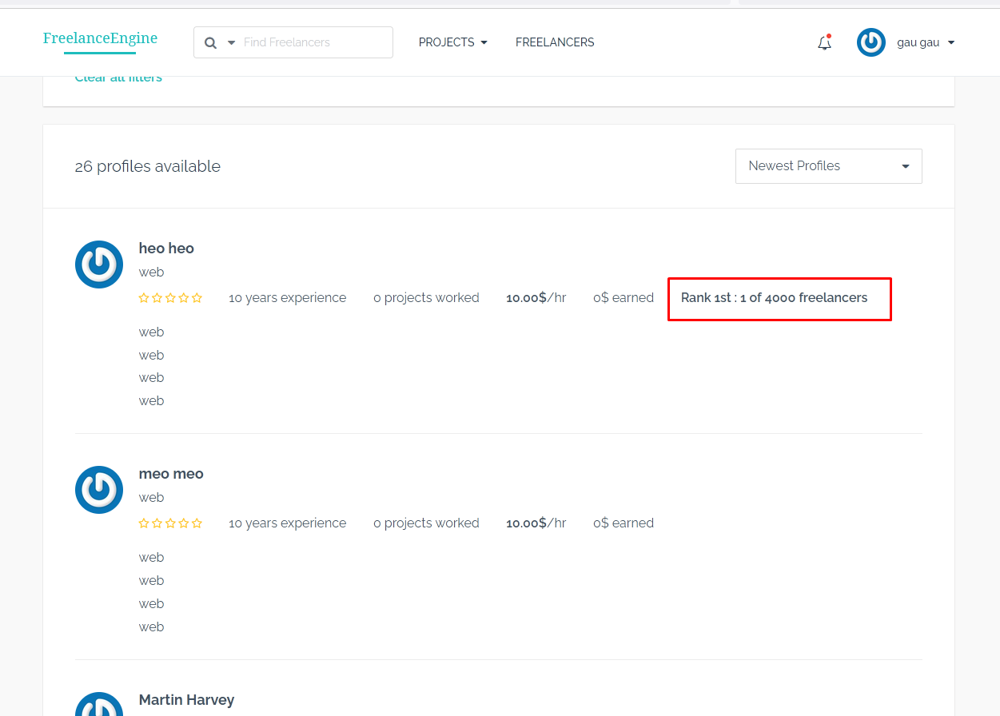 FreelanceEngine
Find Freelancers
PROJECTS
FREELANCERS
gau gau
Clear all filters
26 profiles available
Newest Profiles
heo heo
web
10 years experience 0 projects worked 10.00$/hr 0$ earned Rank 1st : 1 of 4000 freelancers
web
web
web
web
meo meo
web
10 years experience 0 projects worked 10.00$/hr 0$ earned
web
web
web
web
Martin Harvey